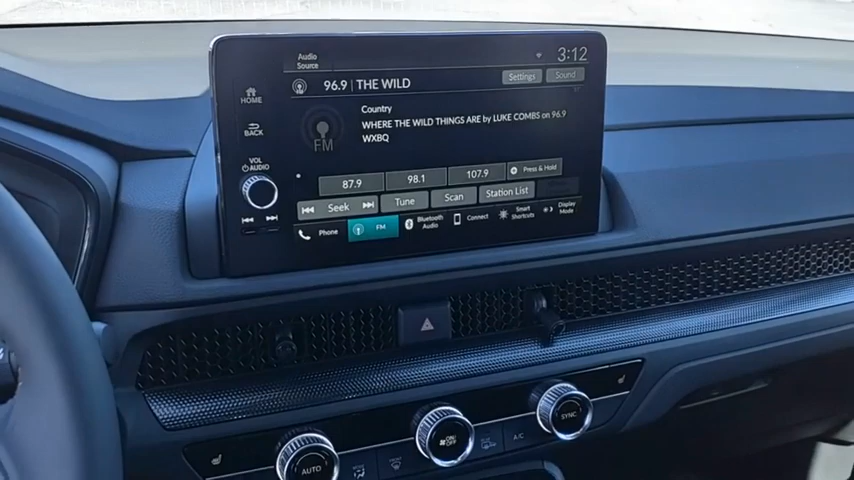 Audio
Source
3:12
96.9 | THE WILD
Settings
Sound
HOME
Country
WHERE THE WILD THINGS ARE by LUKE COMBS on 96.9
WXBQ
FM
BACK
VOL
AUDIO
87.9
98.1
107.9
Press & Hold
Seek
Tune
Scan
Station List
Phone
FM
Bluetooth
Audio
Connect
Smart
Shortcuts
Display
Mode
AUTO
ON/
OFF
A/C
SYNC